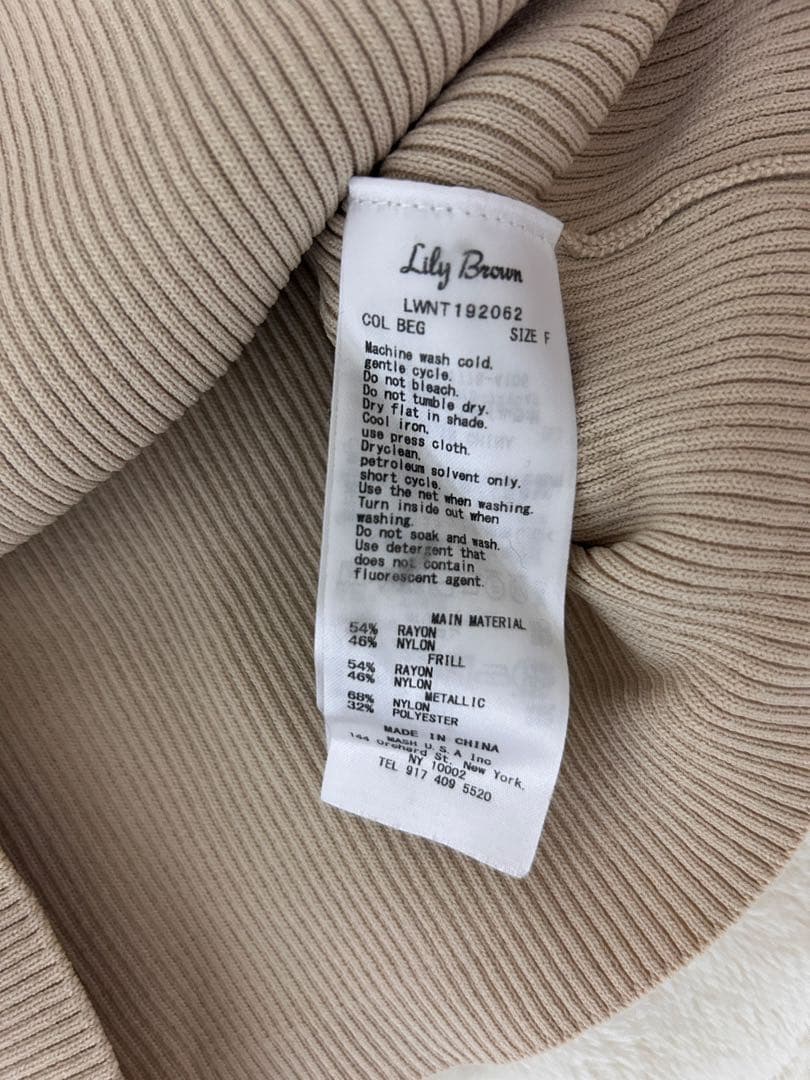 Lily Brown
LWNT192062
COL BEG SIZE F
Machine wash cold.
gentle cycle.
Do not bleach.
Do not tumble dry.
Dry flat in shade.
Cool iron.
use press cloth.
Dryclean.
petroleum solvent only.
short cycle.
Use the net when washing.
Turn inside out when
washing.
Do not soak and wash.
Use detergent that
does not contain
fluorescent agent.
MAIN MATERIAL
54% RAYON
46% NYLON
FRILL
54% RAYON
46% NYLON
METALLIC
68% NYLON
32% POLYESTER
MADE IN CHINA
MASH U.S.A Inc
144 Orchard St. New York.
NY 10002
TEL 917 409 5520